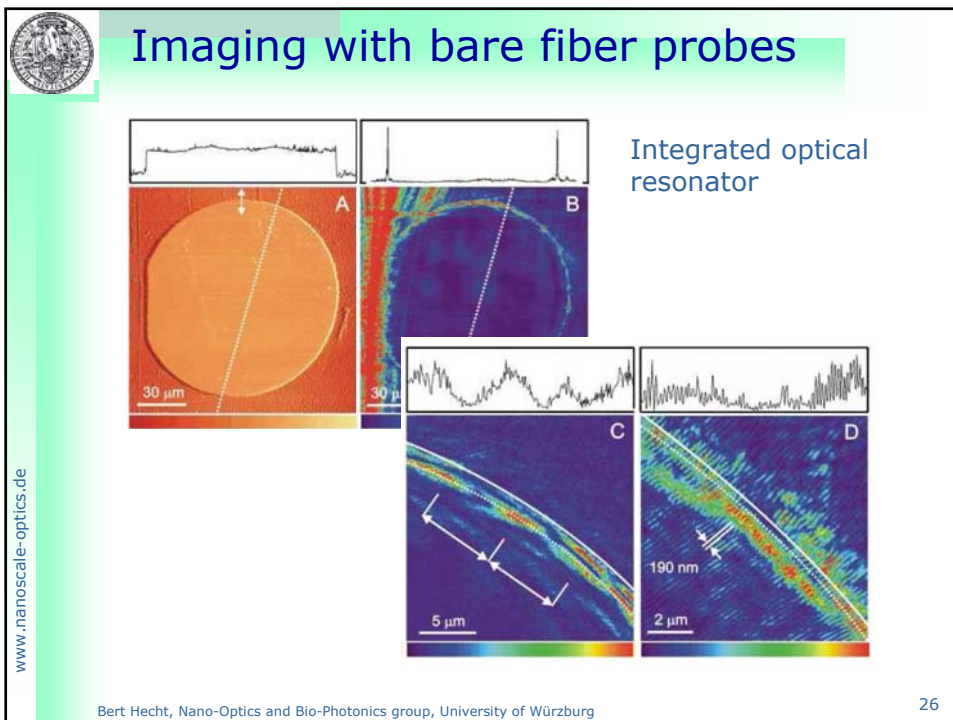 Imaging with bare fiber probes
Integrated optical
resonator
A
B
30 μm
30 μ
C
D
190 nm
5 μm
2 μm
www.nanoscale-optics.de
Bert Hecht, Nano-Optics and Bio-Photonics group, University of Würzburg
26